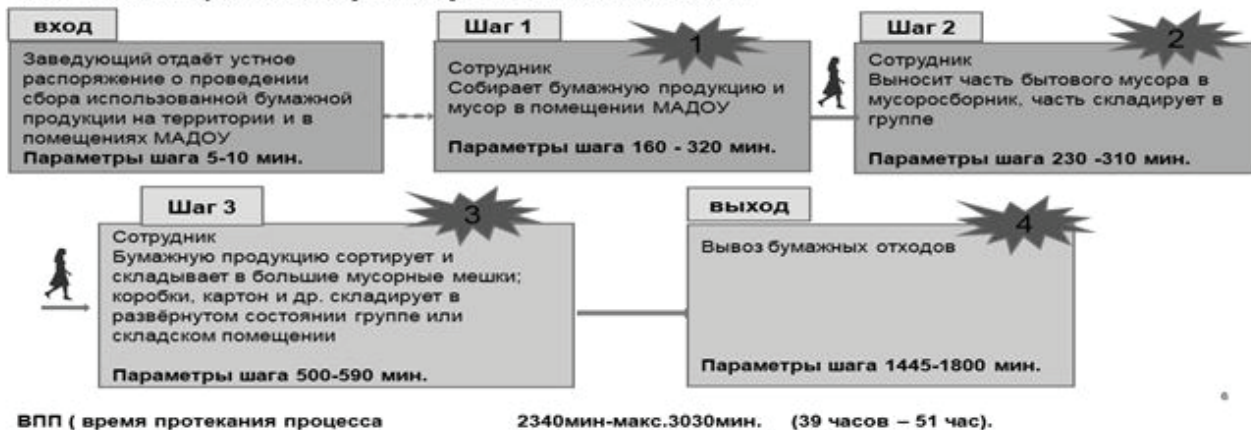 вход
Заведующий отдаёт устное
распоряжение о проведении
сбора использованной бумажной
продукции на территории и в
помещениях МАДОУ
Параметры шага 5-10 мин.
Шаг 1
1
Сотрудник
Собирает бумажную продукцию и
мусор в помещении МАДОУ
Параметры шага 160 - 320 мин.
Шаг 2
2
Сотрудник
Выносит часть бытового мусора в
мусоросборник, часть складирует в
группе
Параметры шага 230 -310 мин.
Шаг 3
3
Сотрудник
Бумажную продукцию сортирует и
складывает в большие мусорные мешки;
коробки, картон и др. складирует в
развёрнутом состоянии группе или
складском помещении
Параметры шага 500-590 мин.
выход
4
Вывоз бумажных отходов
Параметры шага 1445-1800 мин.
6
ВПП ( время протекания процесса 2340мин-макс.3030мин. (39 часов – 51 час).